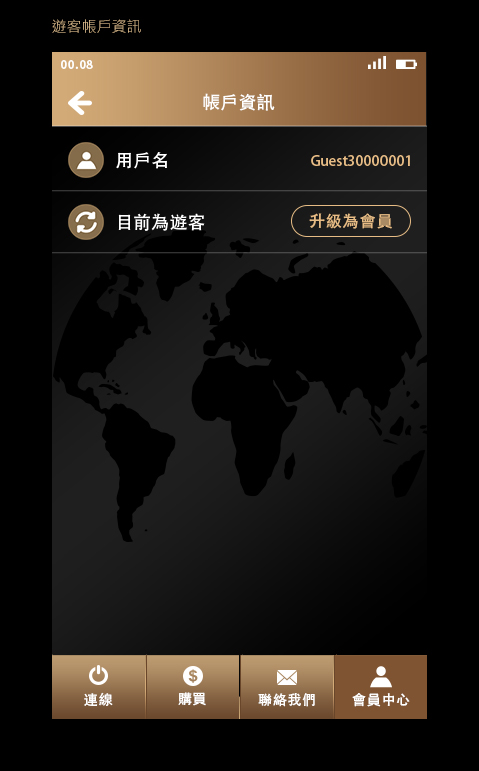 遊客帳戶資訊
00.08
帳戶資訊
用戶名 Guest30000001
目前為遊客 升級為會員
連線 購買 聯絡我們 會員中心